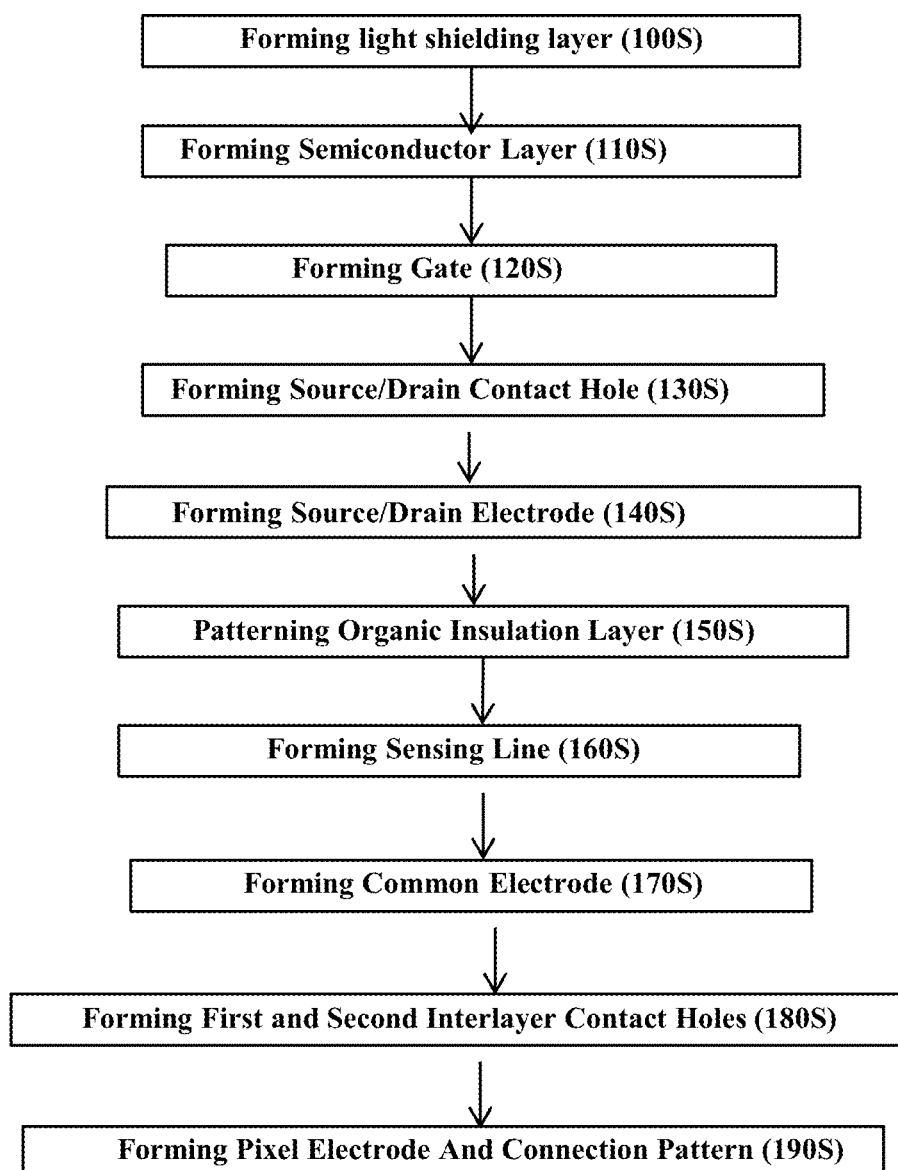 Forming light shielding layer (100S)
Forming Semiconductor Layer (110S)
Forming Gate (120S)
Forming Source/Drain Contact Hole (130S)
Forming Source/Drain Electrode (140S)
Patterning Organic Insulation Layer (150S)
Forming Sensing Line (160S)
Forming Common Electrode (170S)
Forming First and Second Interlayer Contact Holes (180S)
Forming Pixel Electrode And Connection Pattern (190S)